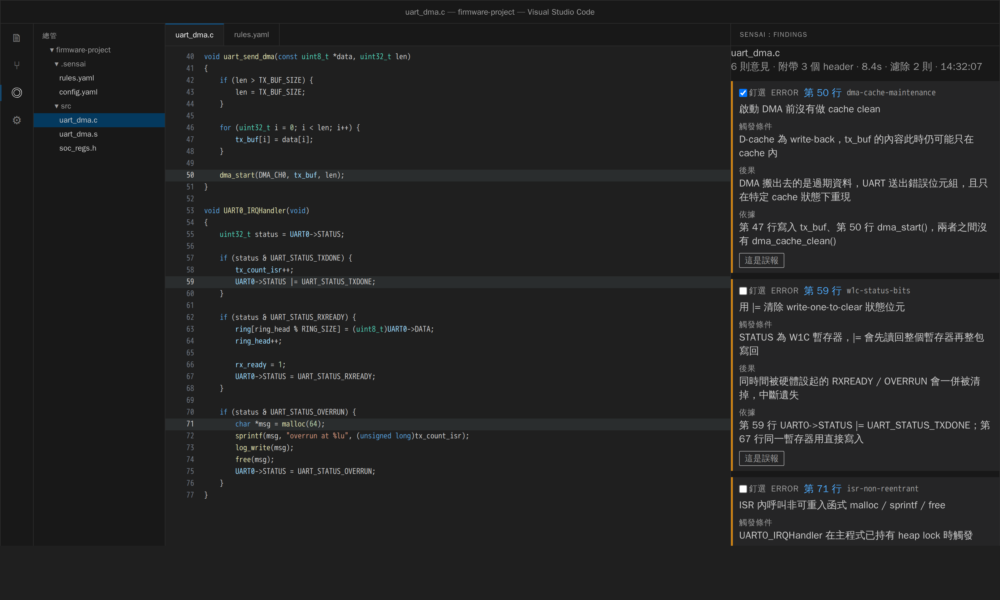 uart_dma.c — firmware-project — Visual Studio Code
總管
▾ firmware-project
▾ .sensai
rules.yaml
config.yaml
▾ src
uart_dma.c
uart_dma.s
soc_regs.h
uart_dma.c
rules.yaml
40 void uart_send_dma(const uint8_t *data, uint32_t len)
41 {
42     if (len > TX_BUF_SIZE) {
43         len = TX_BUF_SIZE;
44     }
45
46     for (uint32_t i = 0; i < len; i++) {
47         tx_buf[i] = data[i];
48     }
49
50     dma_start(DMA_CH0, tx_buf, len);
51 }
52
53 void UART0_IRQHandler(void)
54 {
55     uint32_t status = UART0->STATUS;
56
57     if (status & UART_STATUS_TXDONE) {
58         tx_count_isr++;
59         UART0->STATUS |= UART_STATUS_TXDONE;
60     }
61
62     if (status & UART_STATUS_RXREADY) {
63         ring[ring_head % RING_SIZE] = (uint8_t)UART0->DATA;
64         ring_head++;
65
66         rx_ready = 1;
67         UART0->STATUS = UART_STATUS_RXREADY;
68     }
69
70     if (status & UART_STATUS_OVERRUN) {
71         char *msg = malloc(64);
72         sprintf(msg, "overrun at %lu", (unsigned long)tx_count_isr);
73         log_write(msg);
74         free(msg);
75         UART0->STATUS = UART_STATUS_OVERRUN;
76     }
77 }
SENSAI：FINDINGS
uart_dma.c
6 則意見 · 附帶 3 個 header · 8.4s · 濾除 2 則 · 14:32:07
釘選 ERROR 第 50 行 dma-cache-maintenance
啟動 DMA 前沒有做 cache clean
觸發條件
D-cache 為 write-back，tx_buf 的內容此時仍可能只在
cache 內
後果
DMA 搬出去的是過期資料，UART 送出錯誤位元組，且只
在特定 cache 狀態下重現
依據
第 47 行寫入 tx_buf、第 50 行 dma_start()，兩者之間沒
有 dma_cache_clean()
這是誤報
釘選 ERROR 第 59 行 w1c-status-bits
用 |= 清除 write-one-to-clear 狀態位元
觸發條件
STATUS 為 W1C 暫存器，|= 會先讀回整個暫存器再整包
寫回
後果
同時間被硬體設起的 RXREADY / OVERRUN 會一併被清
掉，中斷遺失
依據
第 59 行 UART0->STATUS |= UART_STATUS_TXDONE；第
67 行同一暫存器用直接寫入
這是誤報
釘選 ERROR 第 71 行 isr-non-reentrant
ISR 內呼叫非可重入函式 malloc / sprintf / free
觸發條件
UART0_IRQHandler 在主程式已持有 heap lock 時觸發